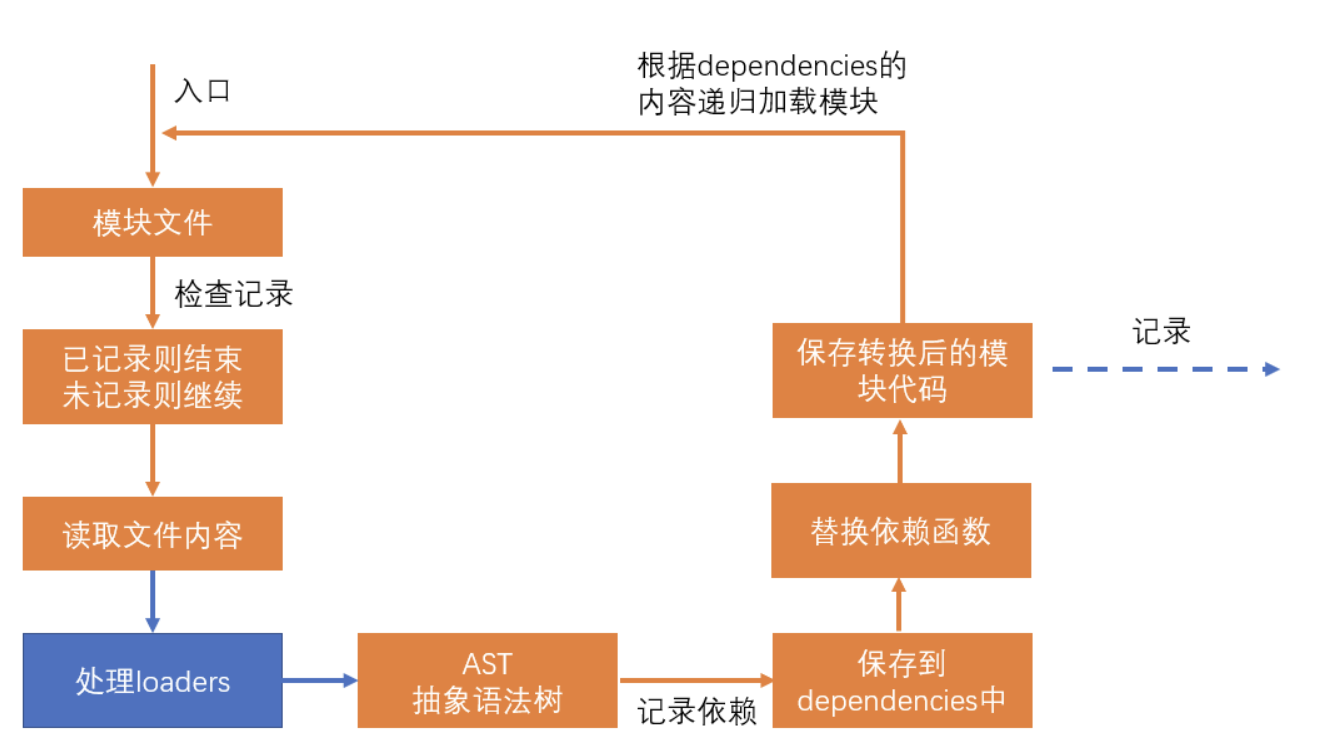 入口
根据dependencies的
内容递归加载模块
模块文件
检查记录
已记录则结束
未记录则继续
读取文件内容
处理loaders
AST
抽象语法树
记录依赖
保存到
dependencies中
替换依赖函数
保存转换后的模
块代码
记录